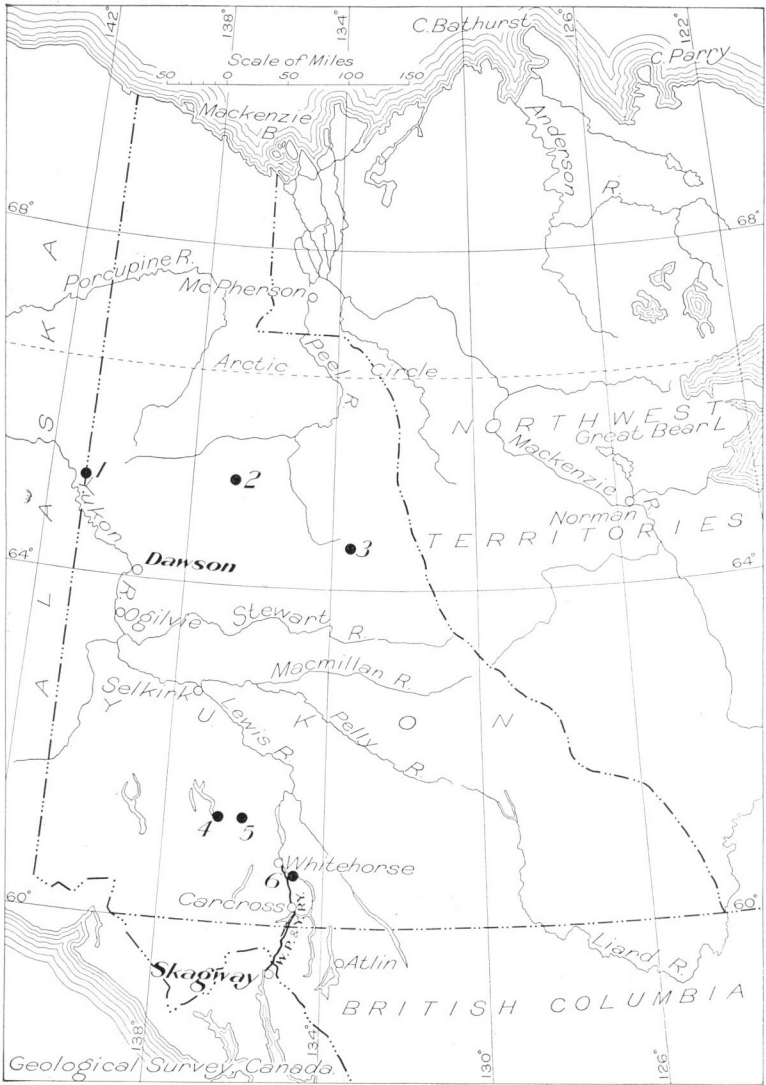 142° 138° 134° 126° 122°
C. Bathurst
C. Parry
Scale of Miles
50 0 50 100 150
Mackenzie
B.
Anderson
R.
68° 68°
Porcupine R.
McPherson
Peel R.
Arctic Circle
NORTHWEST
Great Bear L
Mackenzie R
Norman
TERRITORIES
ALASKA
1
2
3
Yukon R
64° 64°
Dawson
Ogilvie
Stewart R.
Macmillan R.
Selkirk
YUKON
Lewis R.
Pelly R.
4 5
Whitehorse
6
60° 60°
Carcross
W.P.& Y. RY.
Skagway
Atlin
Liard R.
BRITISH COLUMBIA
138° 134° 130° 126°
Geological Survey, Canada.